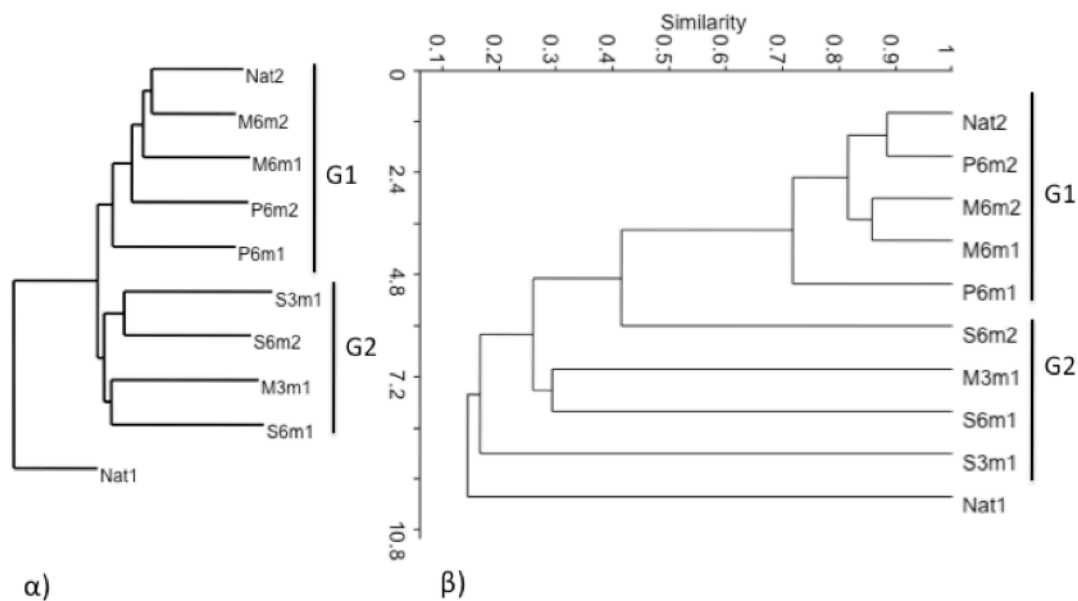 Nat2
M6m2
M6m1
P6m2
P6m1
G1
S3m1
S6m2
M3m1
S6m1
G2
Nat1
α)
Similarity
0.1 0.2 0.3 0.4 0.5 0.6 0.7 0.8 0.9 1
0
2.4
4.8
7.2
10.8
Nat2
P6m2
M6m2
M6m1
P6m1
G1
S6m2
M3m1
S6m1
S3m1
G2
Nat1
β)